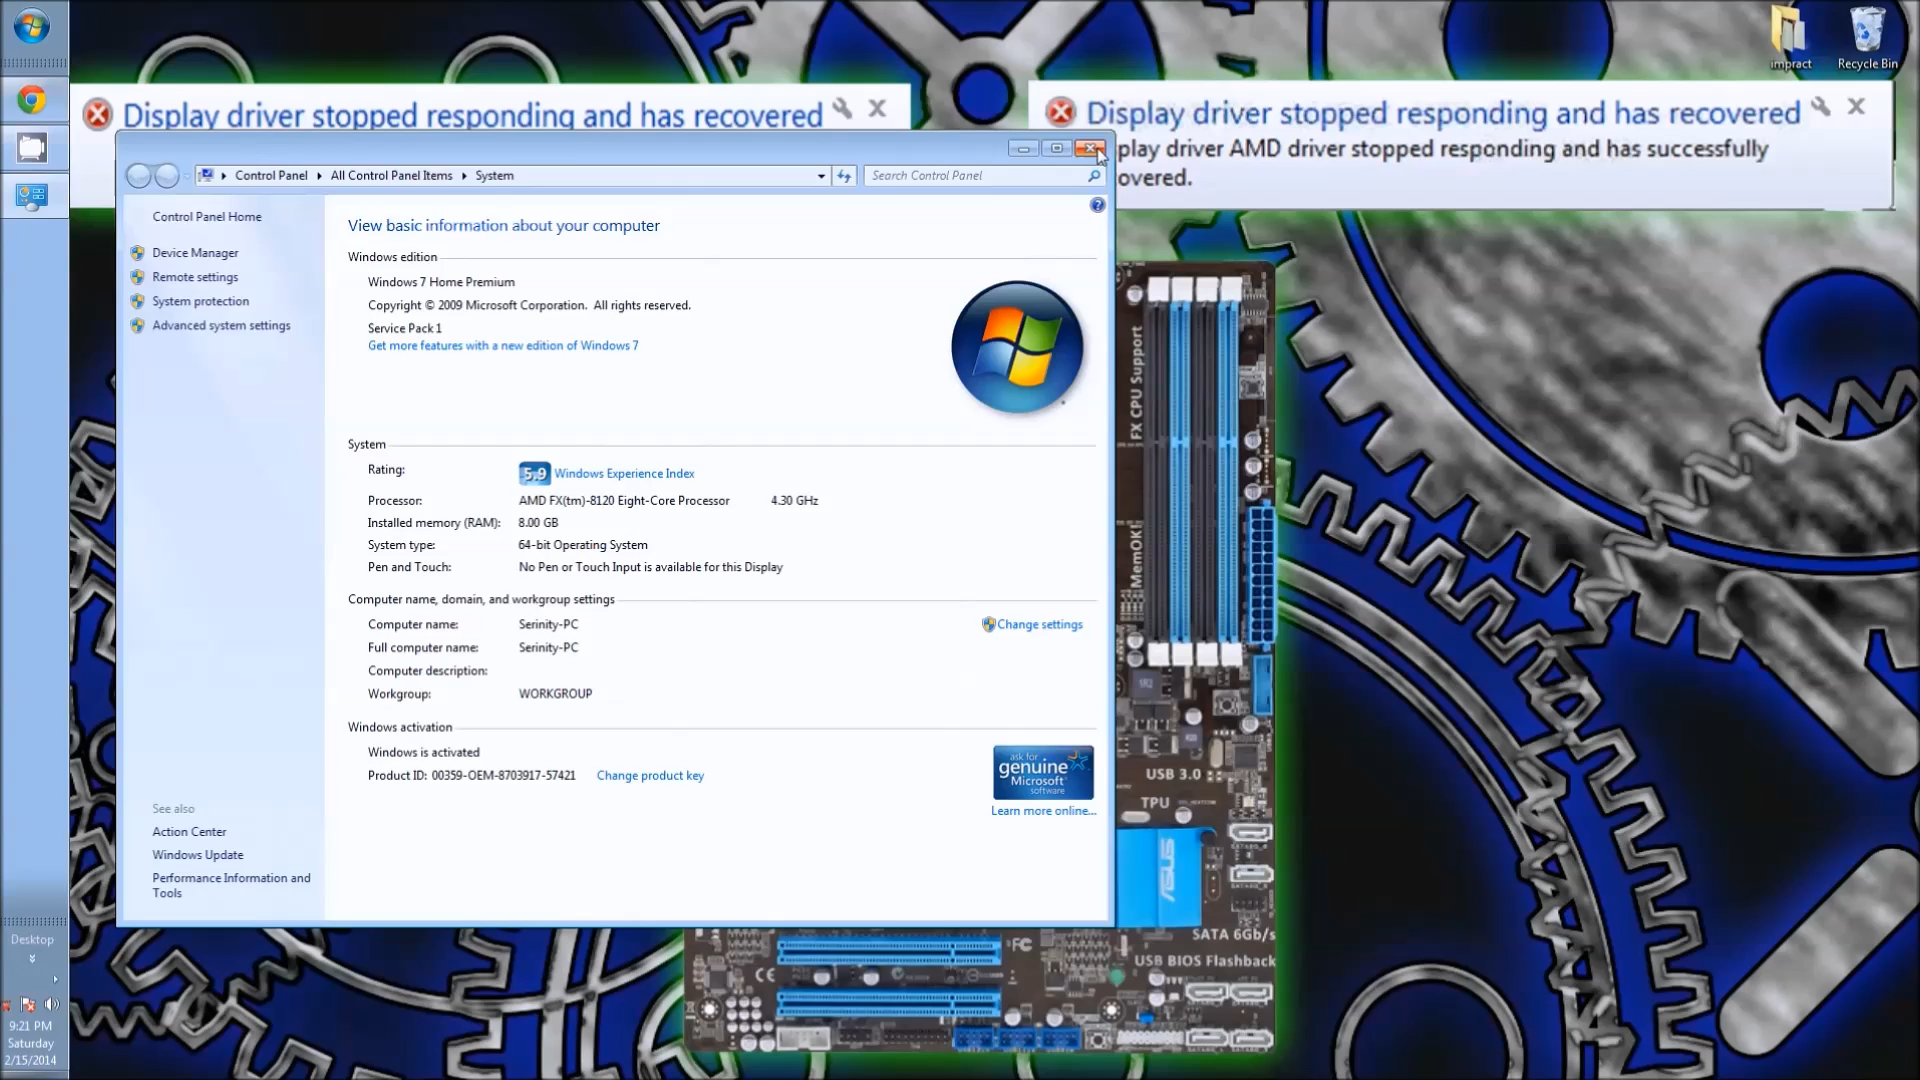 impract
Recycle Bin
Display driver stopped responding and has recovered
Display driver stopped responding and has recovered
play driver AMD driver stopped responding and has successfully
overed.
Control Panel
All Control Panel Items
System
Search Control Panel
Control Panel Home
Device Manager
Remote settings
System protection
Advanced system settings
View basic information about your computer
Windows edition
Windows 7 Home Premium
Copyright © 2009 Microsoft Corporation. All rights reserved.
Service Pack 1
Get more features with a new edition of Windows 7
System
Rating: 5.9 Windows Experience Index
Processor: AMD FX(tm)-8120 Eight-Core Processor 4.30 GHz
Installed memory (RAM): 8.00 GB
System type: 64-bit Operating System
Pen and Touch: No Pen or Touch Input is available for this Display
Computer name, domain, and workgroup settings
Computer name: Serinity-PC
Change settings
Full computer name: Serinity-PC
Computer description:
Workgroup: WORKGROUP
Windows activation
Windows is activated
Product ID: 00359-OEM-8703917-57421 Change product key
ask for
genuine
Microsoft
software
Learn more online...
See also
Action Center
Windows Update
Performance Information and
Tools
FX CPU Support
MemOK!
USB 3.0
TPU
ASUS
SATA 6Gb/s
USB BIOS Flashback
FC
CE
Desktop
9:21 PM
Saturday
2/15/2014